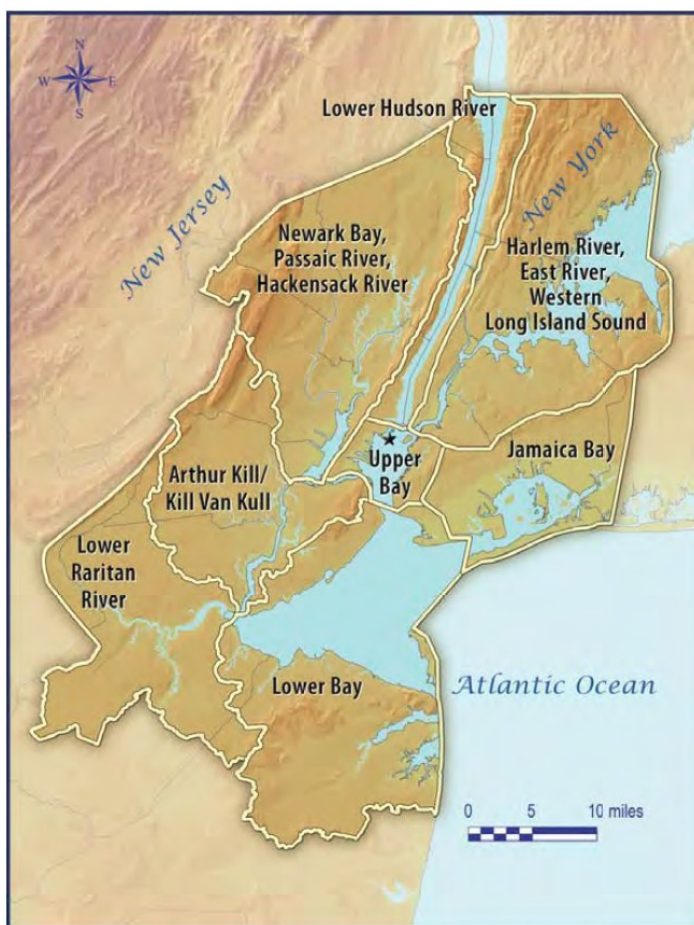 N
W E
S
Lower Hudson River
New Jersey
New York
Newark Bay,
Passaic River,
Hackensack River
Harlem River,
East River,
Western
Long Island Sound
Upper
Bay
Jamaica Bay
Arthur Kill/
Kill Van Kull
Lower
Raritan
River
Lower Bay
Atlantic Ocean
0 5 10 miles